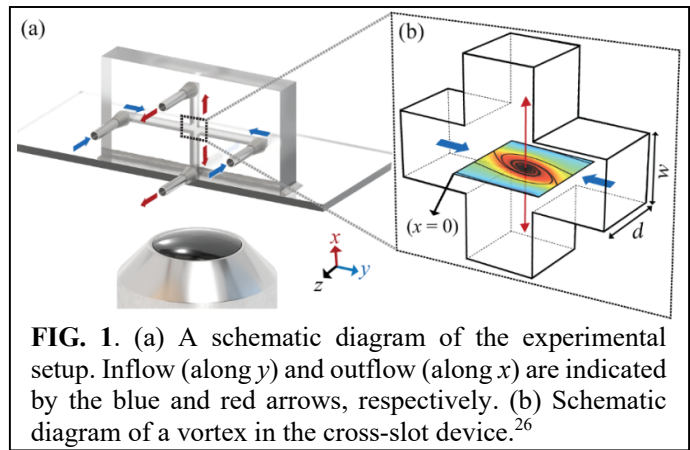 (a)
(b)
(x = 0)
w
d
x
y
z
FIG. 1. (a) A schematic diagram of the experimental
setup. Inflow (along y) and outflow (along x) are indicated
by the blue and red arrows, respectively. (b) Schematic
diagram of a vortex in the cross-slot device.26